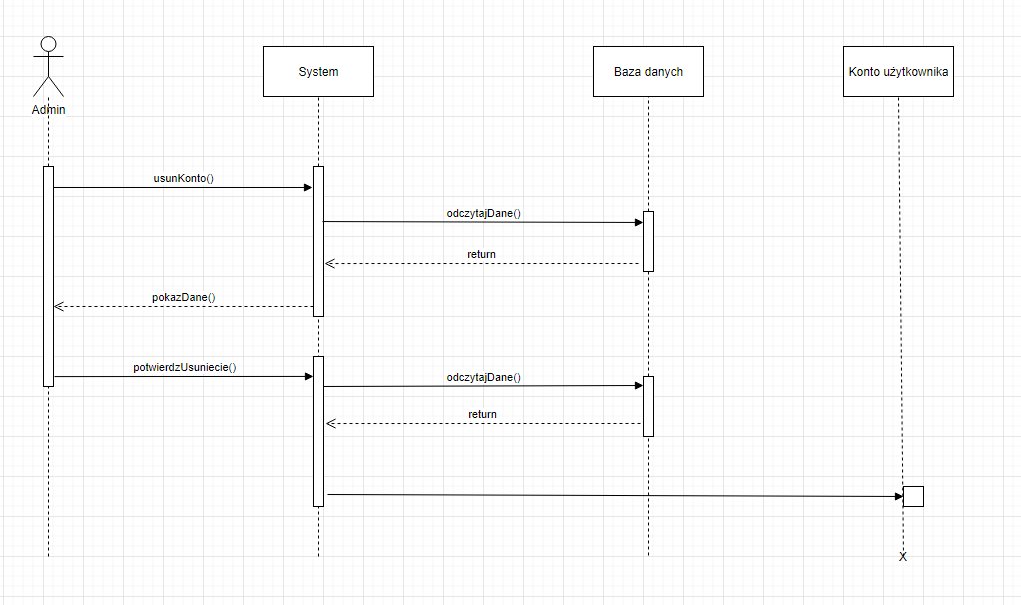 System
Baza danych
Konto użytkownika
Admin
usunKonto()
odczytajDane()
return
pokazDane()
potwierdzUsuniecie()
odczytajDane()
return
X